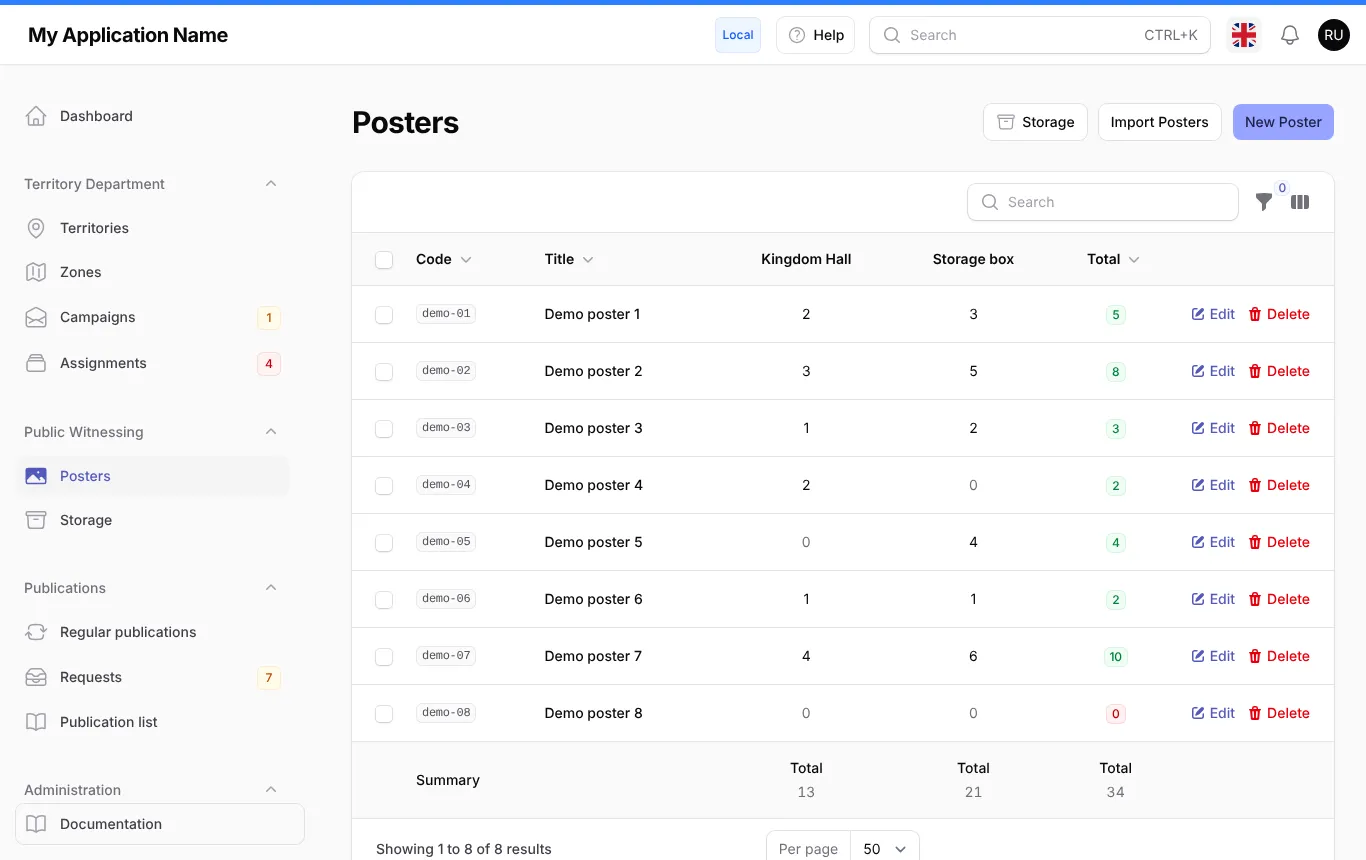 My Application Name
Local
Help
Search
CTRL+K
RU
Dashboard
Territory Department
Territories
Zones
Campaigns 1
Assignments 4
Public Witnessing
Posters
Storage
Publications
Regular publications
Requests 7
Publication list
Administration
Documentation
Posters
Storage
Import Posters
New Poster
Search
0
Code Title Kingdom Hall Storage box Total
demo-01 Demo poster 1 2 3 5 Edit Delete
demo-02 Demo poster 2 3 5 8 Edit Delete
demo-03 Demo poster 3 1 2 3 Edit Delete
demo-04 Demo poster 4 2 0 2 Edit Delete
demo-05 Demo poster 5 0 4 4 Edit Delete
demo-06 Demo poster 6 1 1 2 Edit Delete
demo-07 Demo poster 7 4 6 10 Edit Delete
demo-08 Demo poster 8 0 0 0 Edit Delete
Summary
Total Total Total
13 21 34
Showing 1 to 8 of 8 results
Per page 50